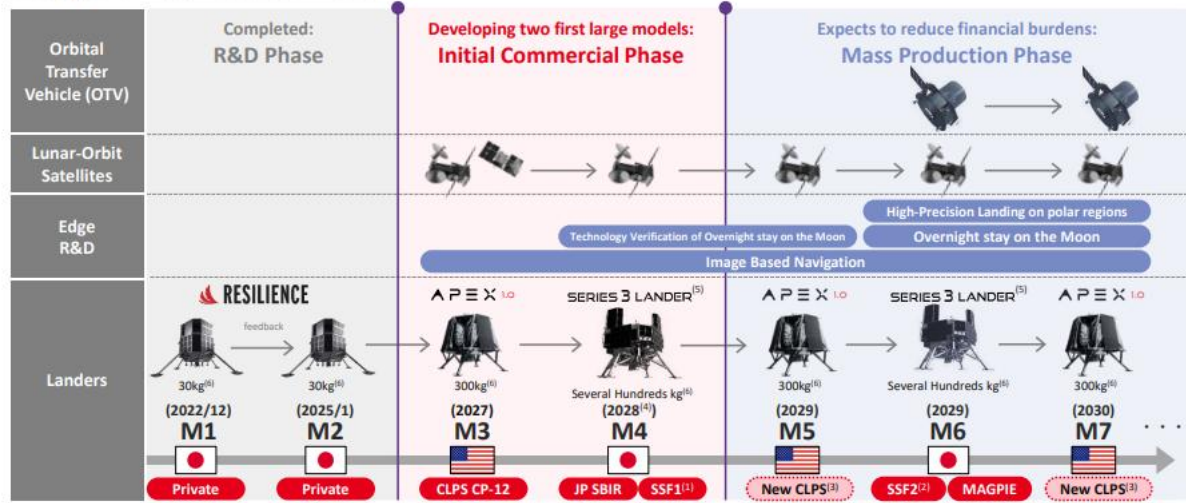 Orbital
Transfer
Vehicle (OTV)
Completed:
R&D Phase
Developing two first large models:
Initial Commercial Phase
Expects to reduce financial burdens:
Mass Production Phase
Lunar-Orbit
Satellites
Edge
R&D
High-Precision Landing on polar regions
Technology Verification of Overnight stay on the Moon
Overnight stay on the Moon
Image Based Navigation
Landers
RESILIENCE
APEX 1.0
SERIES 3 LANDER(5)
APEX 1.0
SERIES 3 LANDER(5)
APEX 1.0
feedback
30kg(6)
30kg(6)
300kg(6)
Several Hundreds kg(6)
300kg(6)
Several Hundreds kg(6)
300kg(6)
(2022/12)
(2025/1)
(2027)
(2028(4))
(2029)
(2029)
(2030)
M1
M2
M3
M4
M5
M6
M7
· · · ·
Private
Private
CLPS CP-12
JP SBIR
SSF1(1)
New CLPS(3)
SSF2(2)
MAGPIE
New CLPS(3)